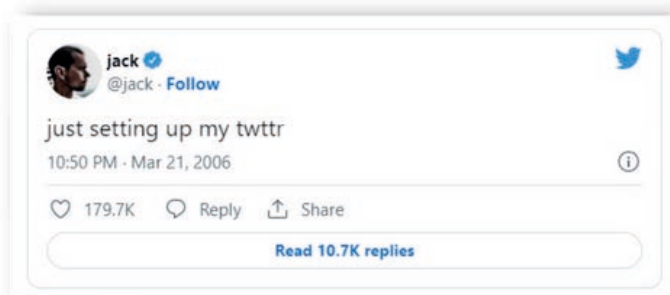 jack
@jack · Follow
just setting up my twttr
10:50 PM · Mar 21, 2006
179.7K Reply Share
Read 10.7K replies